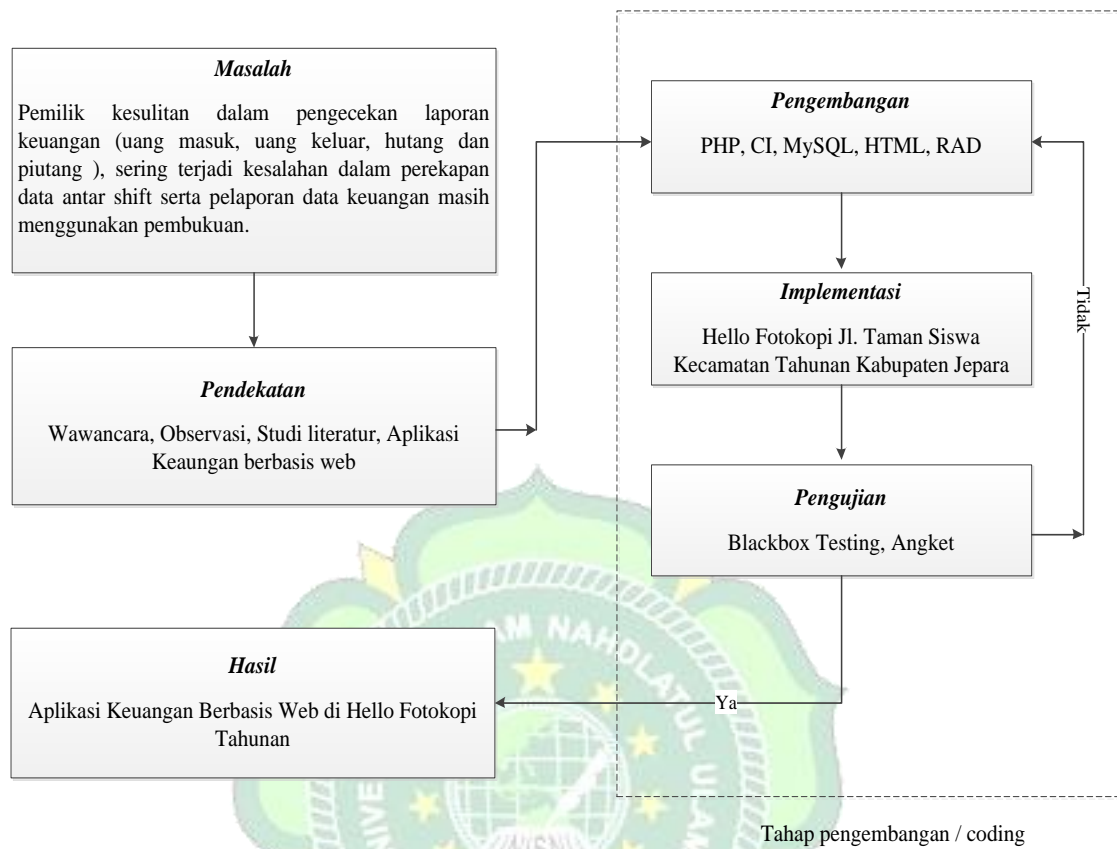 Masalah
Pemilik kesulitan dalam pengecekan laporan
keuangan (uang masuk, uang keluar, hutang dan
piutang ), sering terjadi kesalahan dalam perekapan
data antar shift serta pelaporan data keuangan masih
menggunakan pembukuan.
Pendekatan
Wawancara, Observasi, Studi literatur, Aplikasi
Keaungan berbasis web
Pengembangan
PHP, CI, MySQL, HTML, RAD
Implementasi
Hello Fotokopi Jl. Taman Siswa
Kecamatan Tahunan Kabupaten Jepara
Pengujian
Blackbox Testing, Angket
Tidak
Ya
Hasil
Aplikasi Keuangan Berbasis Web di Hello Fotokopi
Tahunan
Tahap pengembangan / coding
AM NAHDLATUL ULAMA